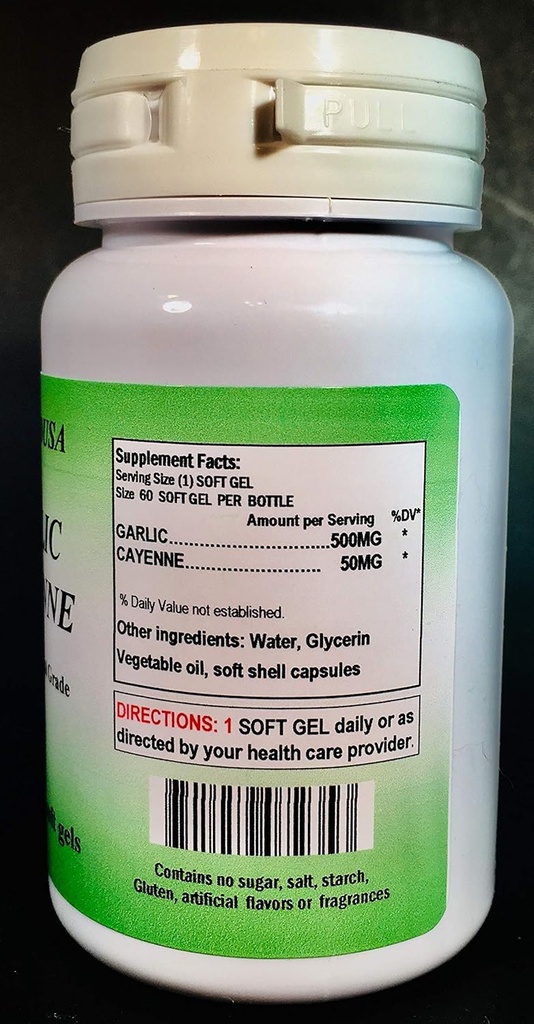 PULL
USA
Supplement Facts:
Serving Size (1) SOFT GEL
Size 60 SOFTGEL PER BOTTLE
Amount per Serving %DV*
GARLIC..............................500MG *
CAYENNE......................... 50MG *
% Daily Value not established.
Other ingredients: Water, Glycerin
Vegetable oil, soft shell capsules
IC
NNE
Grade
gels
DIRECTIONS: 1 SOFT GEL daily or as
directed by your health care provider.
Contains no sugar, salt, starch,
Gluten, artificial flavors or fragrances